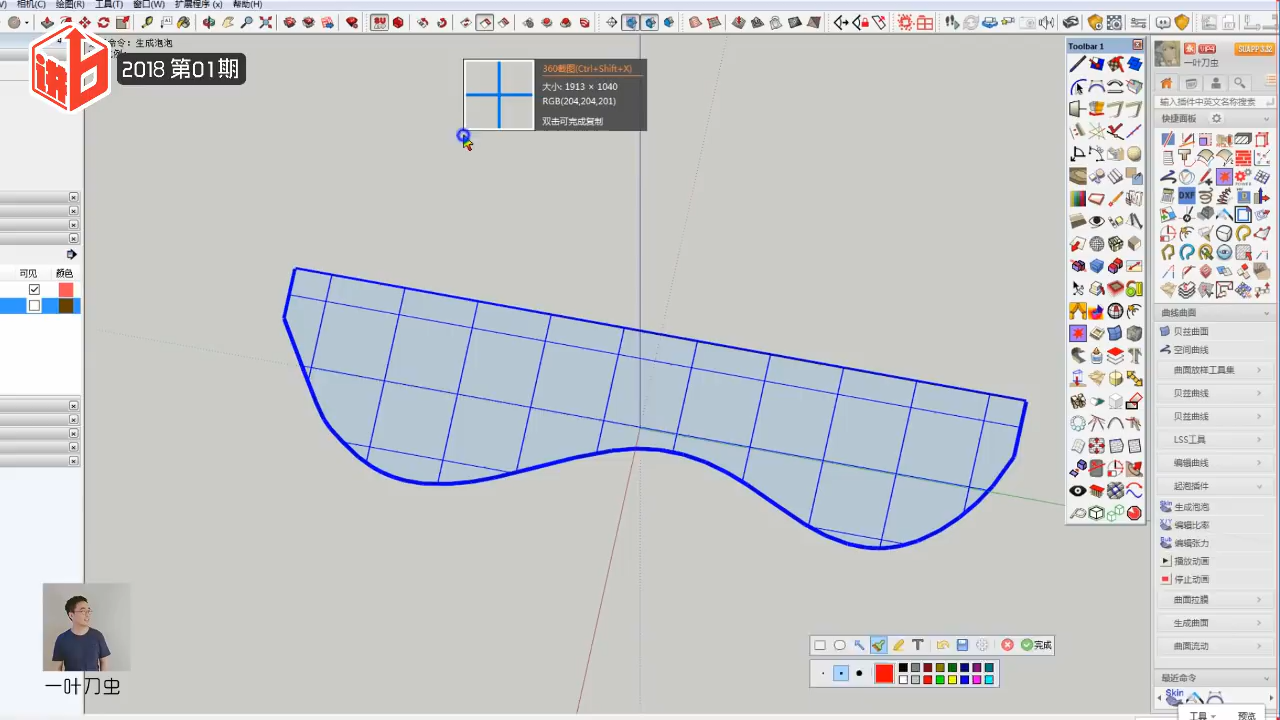 相机(C) 绘图(R) 工具(T) 窗口(W) 扩展程序 (x) 帮助(H)
命令: 生成泡泡
2018 第01期
360截图(Ctrl+Shift+X)
大小: 1913 × 1040
RGB(204,204,201)
双击可完成复制
Toolbar 1
VIP4
SUAPP3.32
一叶刀虫
输入插件中英文名称搜索
快捷面板
DXF
可见 颜色
曲线曲面
贝兹曲面
空间曲线
曲面放样工具集
贝兹曲线
贝兹曲线
LSS工具
编辑曲线
起泡插件
Skin 生成泡泡
X/Y 编辑比率
Bub 编辑张力
播放动画
停止动画
曲面拉膜
生成曲面
曲面流动
最近命令
Skin
完成
一叶刀虫
工具 预览